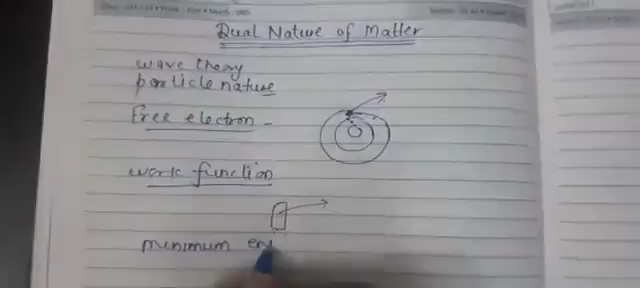 Dual Nature of Matter
wave theory
particle nature
free electron -
work function
minimum en